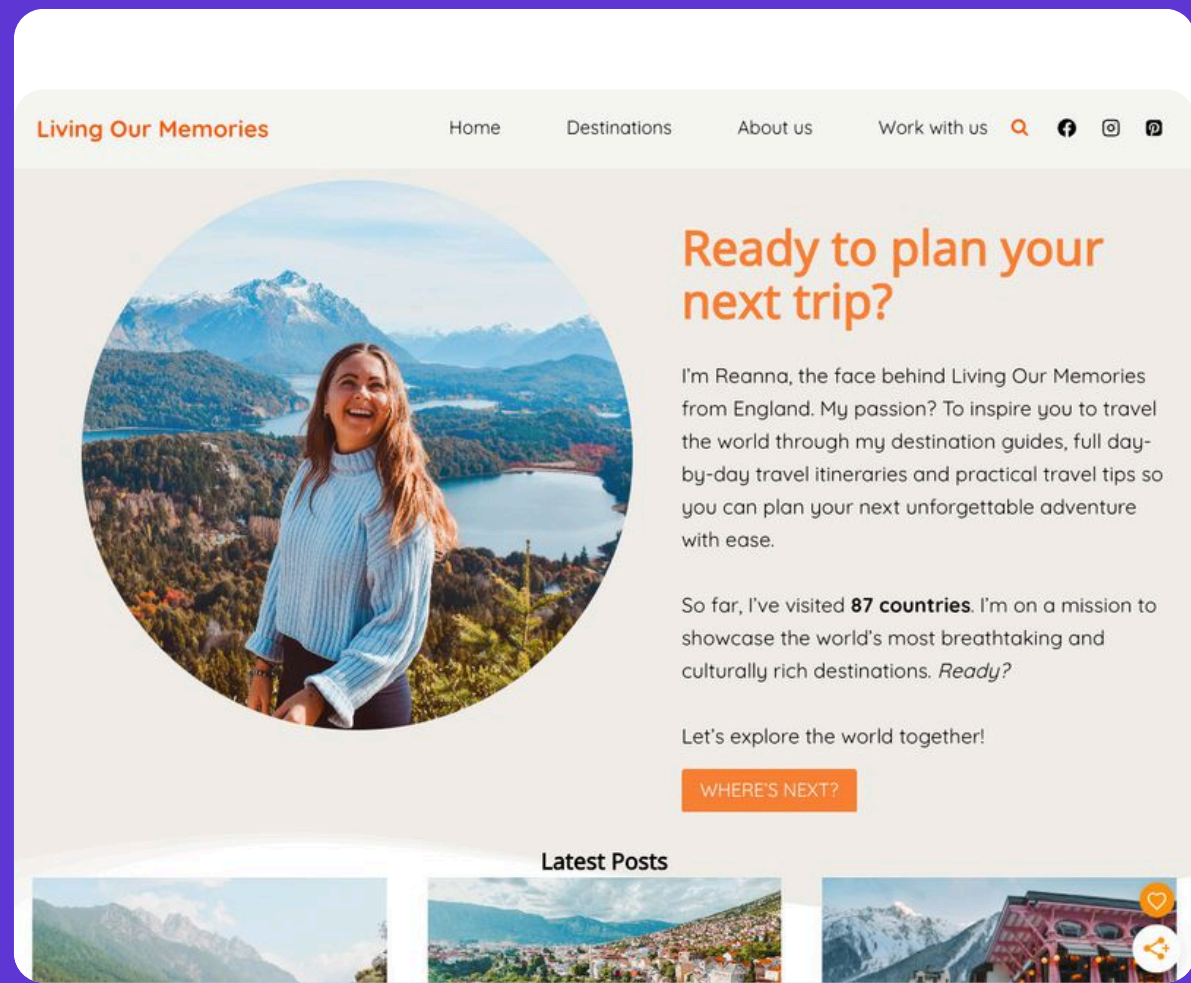 Living Our Memories
Home
Destinations
About us
Work with us
Ready to plan your
next trip?
I'm Reanna, the face behind Living Our Memories
from England. My passion? To inspire you to travel
the world through my destination guides, full day-
by-day travel itineraries and practical travel tips so
you can plan your next unforgettable adventure
with ease.
So far, I've visited 87 countries. I'm on a mission to
showcase the world's most breathtaking and
culturally rich destinations. Ready?
Let's explore the world together!
WHERE'S NEXT?
Latest Posts